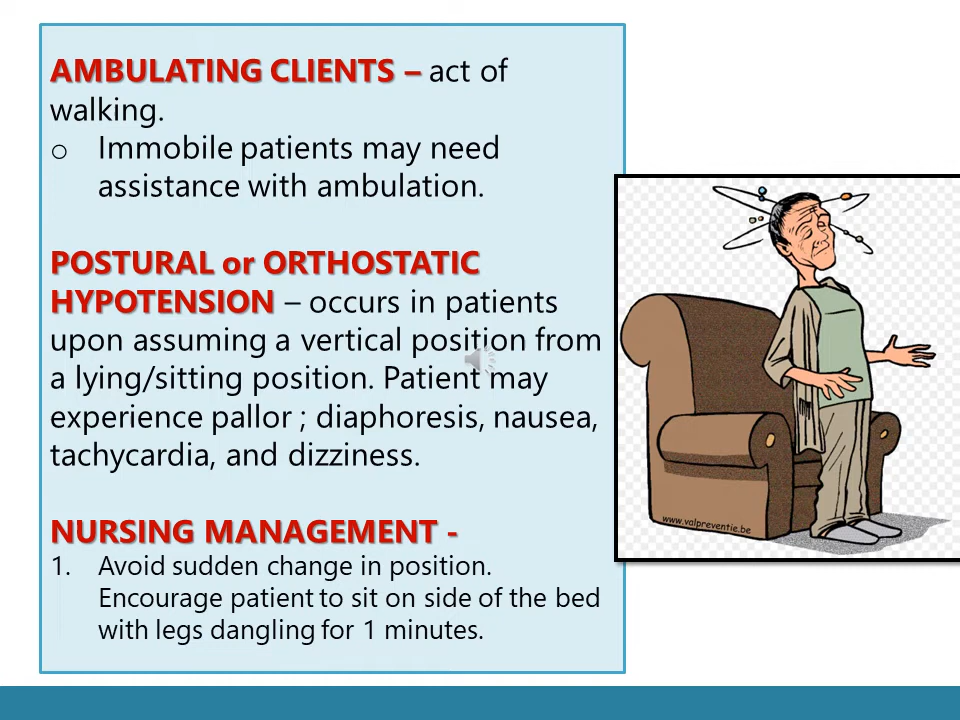 AMBULATING CLIENTS – act of
walking.
o Immobile patients may need
assistance with ambulation.
POSTURAL or ORTHOSTATIC
HYPOTENSION – occurs in patients
upon assuming a vertical position from
a lying/sitting position. Patient may
experience pallor ; diaphoresis, nausea,
tachycardia, and dizziness.
NURSING MANAGEMENT -
1. Avoid sudden change in position.
Encourage patient to sit on side of the bed
with legs dangling for 1 minutes.
www.valpreventie.be